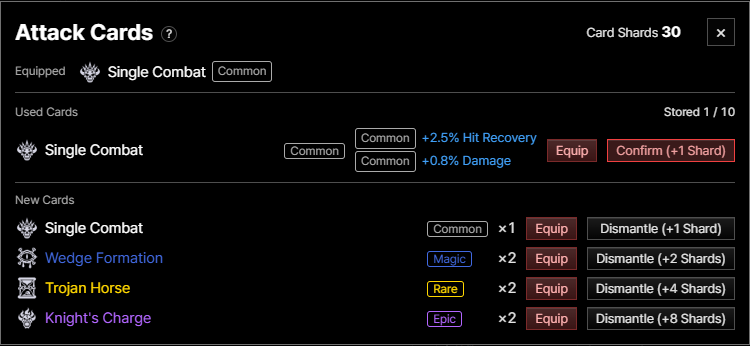 Attack Cards ? Card Shards 30 ×
Equipped Single Combat Common
Used Cards Stored 1 / 10
Single Combat Common Common +2.5% Hit Recovery Equip Confirm (+1 Shard)
Common +0.8% Damage
New Cards
Single Combat Common ×1 Equip Dismantle (+1 Shard)
Wedge Formation Magic ×2 Equip Dismantle (+2 Shards)
Trojan Horse Rare ×2 Equip Dismantle (+4 Shards)
Knight's Charge Epic ×2 Equip Dismantle (+8 Shards)